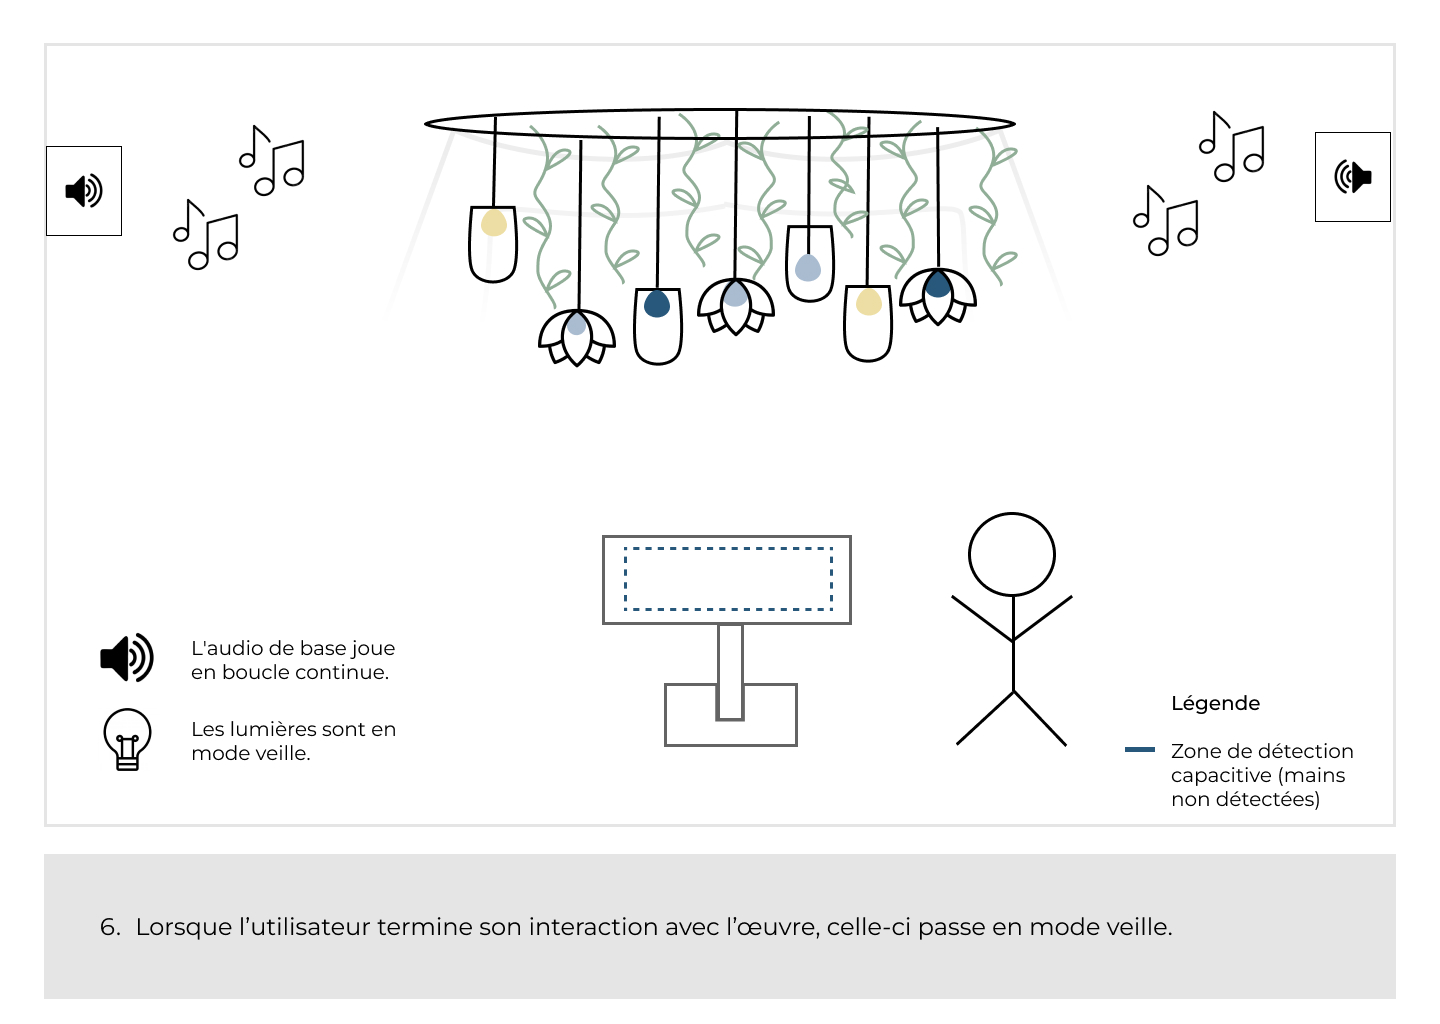 L'audio de base joue
en boucle continue.
Les lumières sont en
mode veille.
Légende
Zone de détection
capacitive (mains
non détectées)
6. Lorsque l’utilisateur termine son interaction avec l’œuvre, celle-ci passe en mode veille.